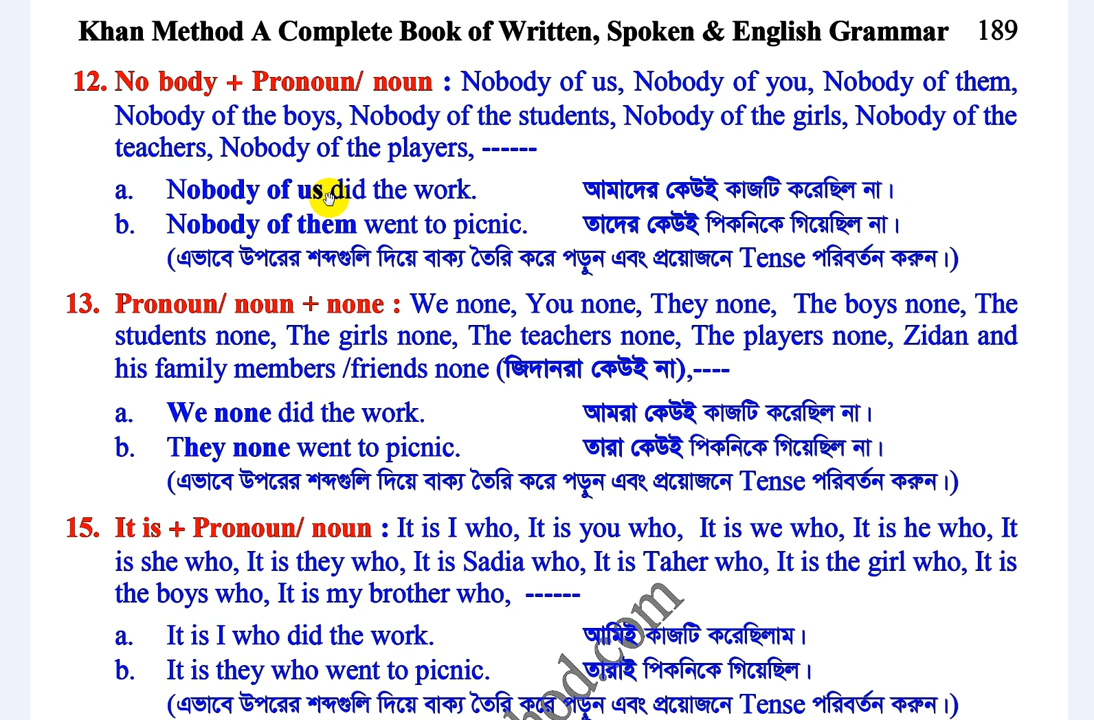 Khan Method A Complete Book of Written, Spoken & English Grammar 189
12. No body + Pronoun/ noun : Nobody of us, Nobody of you, Nobody of them,
Nobody of the boys, Nobody of the students, Nobody of the girls, Nobody of the
teachers, Nobody of the players, ------
a. Nobody of us did the work. আমাদের কেউই কাজটি করেছিল না।
b. Nobody of them went to picnic. তাদের কেউই পিকনিকে গিয়েছিল না।
(এভাবে উপরের শব্দগুলি দিয়ে বাক্য তৈরি করে পড়ুন এবং প্রয়োজনে Tense পরিবর্তন করুন।)
13. Pronoun/ noun + none : We none, You none, They none, The boys none, The
students none, The girls none, The teachers none, The players none, Zidan and
his family members /friends none (জিদানরা কেউই না),----
a. We none did the work. আমরা কেউই কাজটি করেছিল না।
b. They none went to picnic. তারা কেউই পিকনিকে গিয়েছিল না।
(এভাবে উপরের শব্দগুলি দিয়ে বাক্য তৈরি করে পড়ুন এবং প্রয়োজনে Tense পরিবর্তন করুন।)
15. It is + Pronoun/ noun : It is I who, It is you who, It is we who, It is he who, It
is she who, It is they who, It is Sadia who, It is Taher who, It is the girl who, It is
the boys who, It is my brother who, ------
a. It is I who did the work. আমিই কাজটি করেছিলাম।
b. It is they who went to picnic. তারাই পিকনিকে গিয়েছিল।
(এভাবে উপরের শব্দগুলি দিয়ে বাক্য তৈরি করে পড়ুন এবং প্রয়োজনে Tense পরিবর্তন করুন।)
hod.com